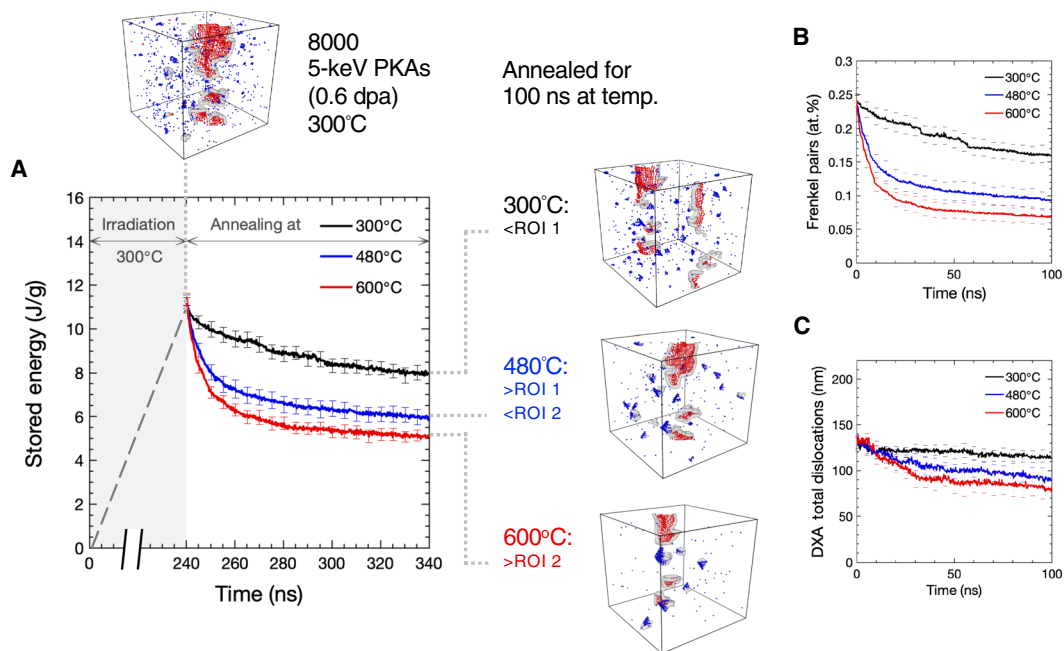 8000
5-keV PKAs
(0.6 dpa)
300°C
Annealed for
100 ns at temp.
A
Stored energy (J/g)
16
14
12
10
8
6
4
2
0
Irradiation
300°C
Annealing at
300°C
480°C
600°C
0
240
260
280
300
320
340
Time (ns)
300°C:
<ROI 1
480°C:
>ROI 1
<ROI 2
600°C:
>ROI 2
B
Frenkel pairs (at.%)
0.3
0.25
0.2
0.15
0.1
0.05
0
300°C
480°C
600°C
0
50
100
Time (ns)
C
DXA total dislocations (nm)
200
150
100
50
0
300°C
480°C
600°C
0
50
100
Time (ns)